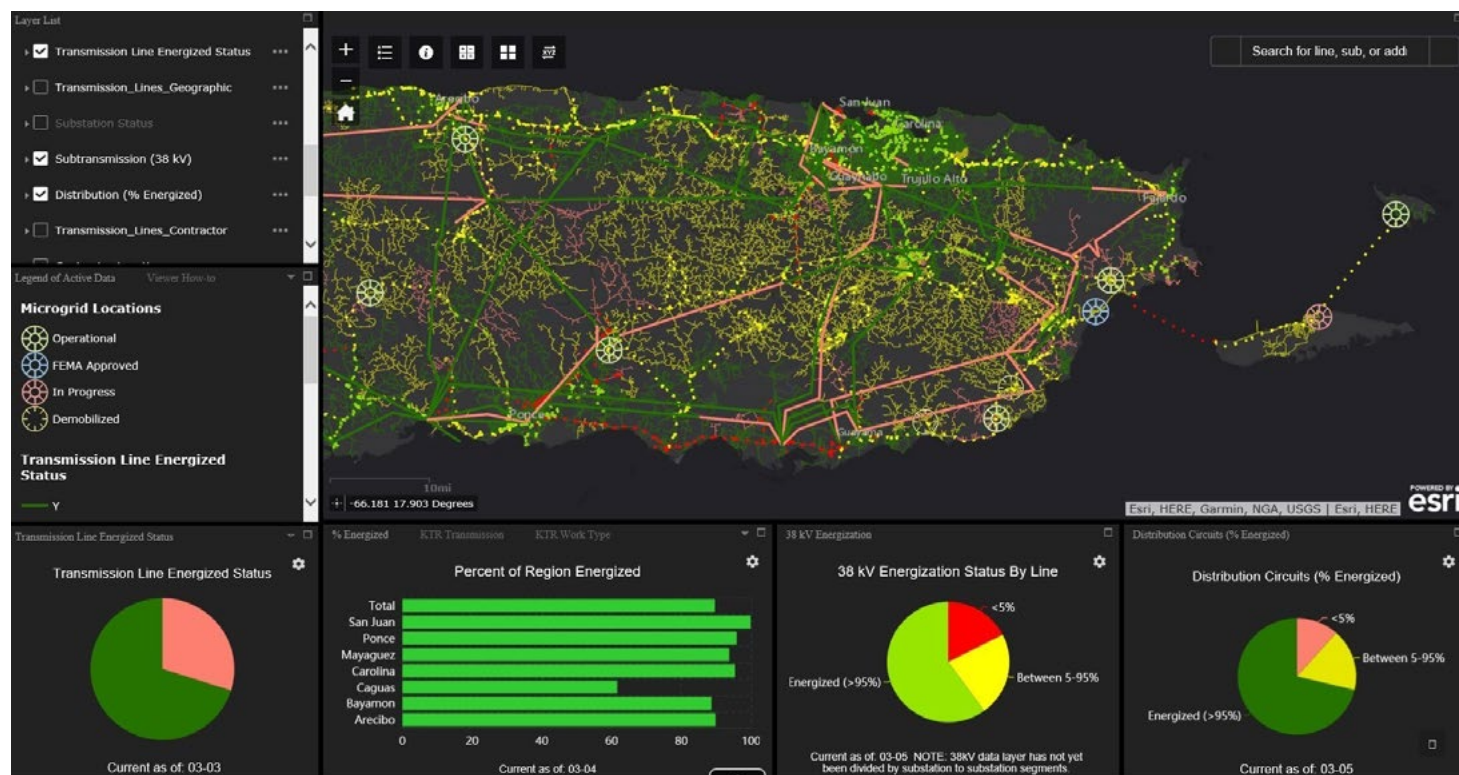 Layer List
Transmission Line Energized Status
Transmission_Lines_Geographic
Substation Status
Subtransmission (38 kV)
Distribution (% Energized)
Transmission_Lines_Contractor
Legend of Active Data Viewer How-to
Microgrid Locations
Operational
FEMA Approved
In Progress
Demobilized
Transmission Line Energized
Status
Y
XYZ
Search for line, sub, or add
Arecibo
San Juan
Carolina
Bayamón
Guaynabo
Trujillo Alto
Fajardo
Ponce
Guayama
10mi
-66.181 17.903 Degrees
Esri, HERE, Garmin, NGA, USGS | Esri, HERE
POWERED BY
esri
Transmission Line Energized Status
Transmission Line Energized Status
Current as of: 03-03
% Energized KTR Transmission KTR Work Type
Percent of Region Energized
Total
San Juan
Ponce
Mayaguez
Carolina
Caguas
Bayamon
Arecibo
0 20 40 60 80 100
Current as of: 03-04
38 kV Energization
38 kV Energization Status By Line
<5%
Between 5-95%
Energized (>95%)
Current as of: 03-05 NOTE: 38kV data layer has not yet
been divided by substation to substation segments.
Distribution Circuits (% Energized)
Distribution Circuits (% Energized)
<5%
Between 5-95%
Energized (>95%)
Current as of: 03-05